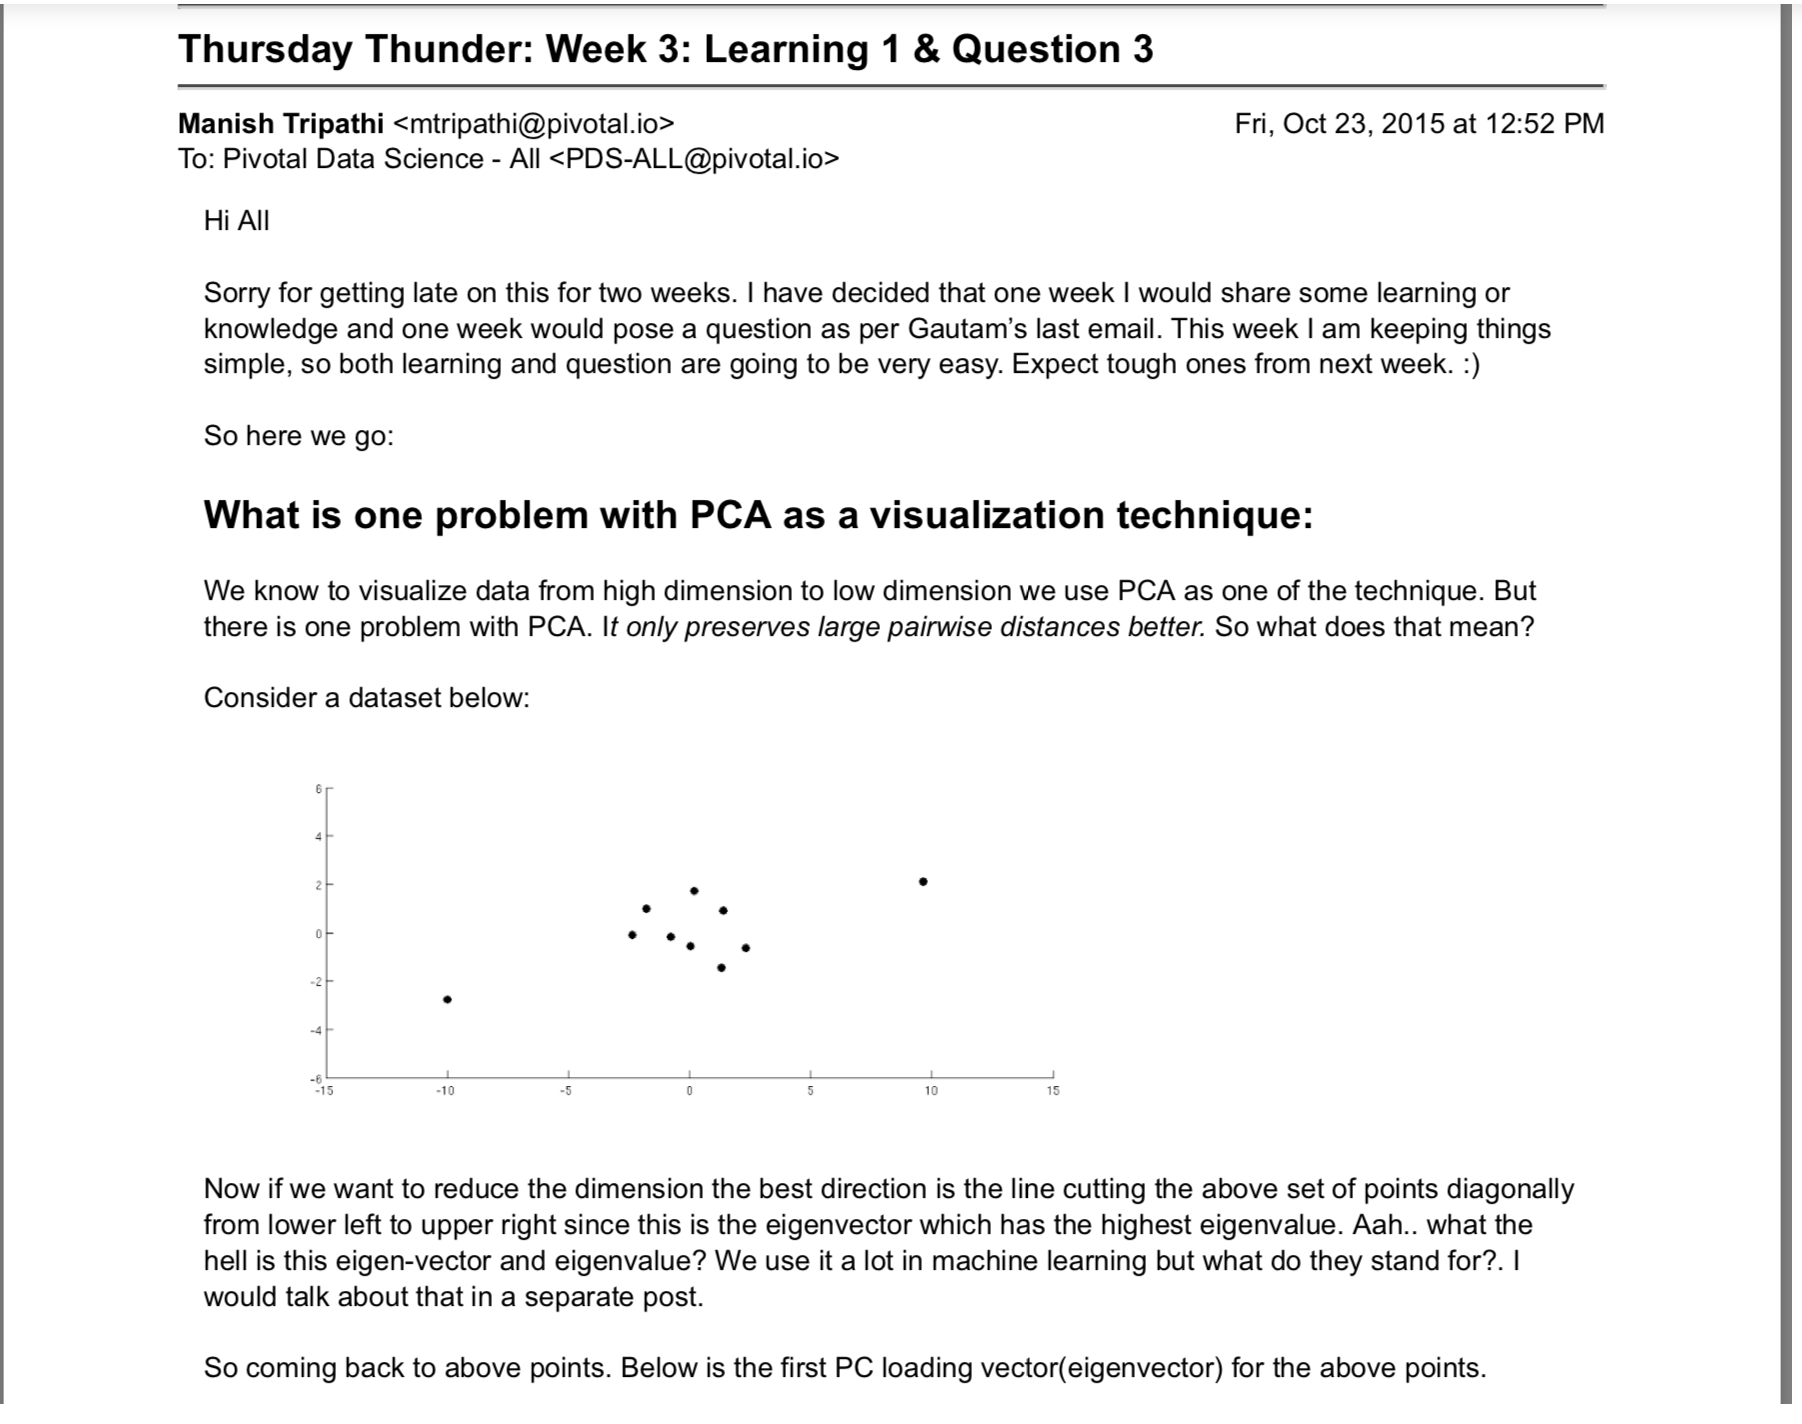 Thursday Thunder: Week 3: Learning 1 & Question 3
Manish Tripathi <mtripathi@pivotal.io> Fri, Oct 23, 2015 at 12:52 PM
To: Pivotal Data Science - All <PDS-ALL@pivotal.io>
Hi All
Sorry for getting late on this for two weeks. I have decided that one week I would share some learning or
knowledge and one week would pose a question as per Gautam’s last email. This week I am keeping things
simple, so both learning and question are going to be very easy. Expect tough ones from next week. :)
So here we go:
What is one problem with PCA as a visualization technique:
We know to visualize data from high dimension to low dimension we use PCA as one of the technique. But
there is one problem with PCA. It only preserves large pairwise distances better. So what does that mean?
Consider a dataset below:
6
4
2
0
-2
-4
-6
-15 -10 -5 0 5 10 15
Now if we want to reduce the dimension the best direction is the line cutting the above set of points diagonally
from lower left to upper right since this is the eigenvector which has the highest eigenvalue. Aah.. what the
hell is this eigen-vector and eigenvalue? We use it a lot in machine learning but what do they stand for?. I
would talk about that in a separate post.
So coming back to above points. Below is the first PC loading vector(eigenvector) for the above points.